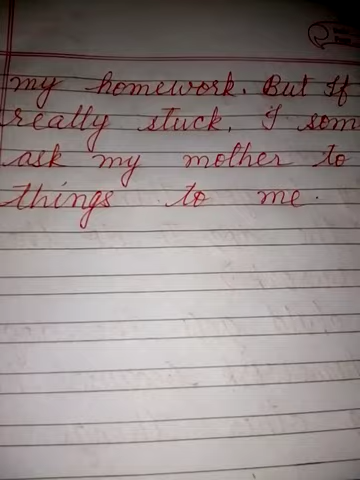 my homework. But If
really stuck, I som
ask my mother to
things to me.